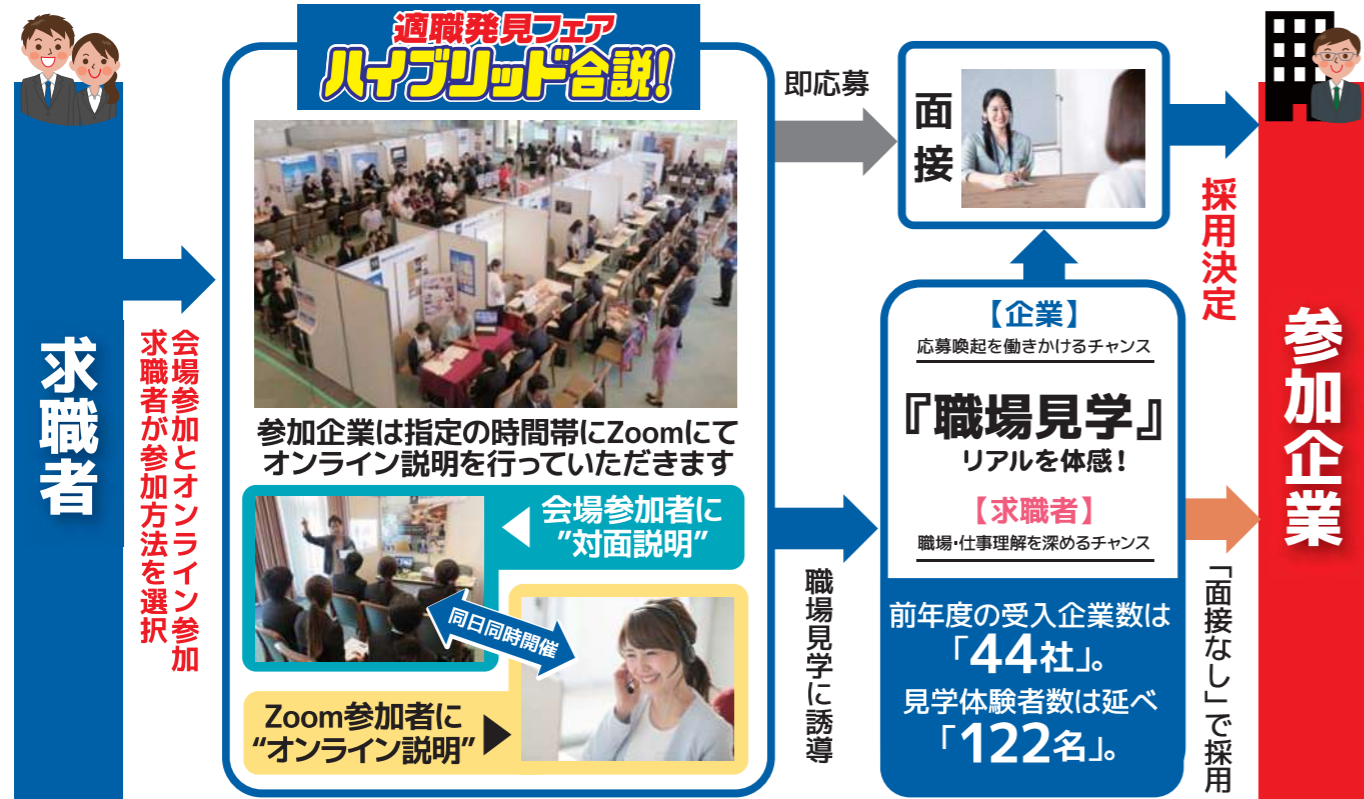 求職者
会場参加とオンライン参加
求職者が参加方法を選択
適職発見フェア
ハイブリッド合説!
参加企業は指定の時間帯にZoomにて
オンライン説明を行っていただきます
会場参加者に
”対面説明”
同日同時開催
Zoom参加者に
“オンライン説明”
即応募
面接
職場見学に誘導
【企業】
応募喚起を働きかけるチャンス
『職場見学』
リアルを体感！
【求職者】
職場・仕事理解を深めるチャンス
前年度の受入企業数は
「44社」。
見学体験者数は延べ
「122名」。
採用決定
「面接なし」で採用
参加企業